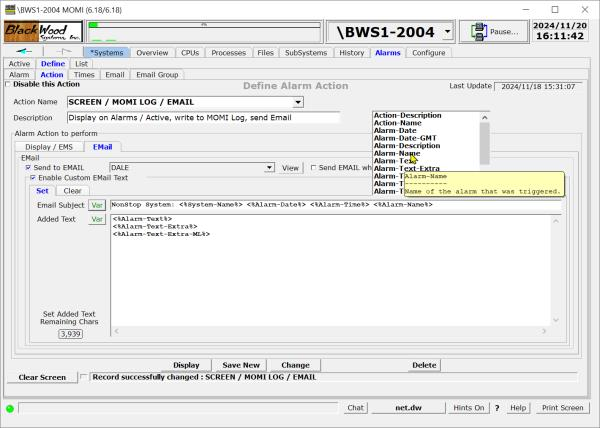 \BWS1-2004 MOMI (6.18/6.18)
BlackWood
Systems, Inc.
4%
\BWS1-2004
Pause...
2024/11/20
16:11:42
*Systems Overview CPUs Processes Files SubSystems History Alarms Configure
Active Define List
Alarm Action Times Email Email Group
Disable this Action
Define Alarm Action
Last Update 2024/11/18 15:31:07
Action Name SCREEN / MOMI LOG / EMAIL
Description Display on Alarms / Active, write to MOMI Log, send Email
Action-Description
Action-Name
Alarm-Date
Alarm-Date-GMT
Alarm-Description
Alarm-Name
Alarm-Text
Alarm-Text-Extra
Alarm-T
Alarm-T
Alarm-T
Alarm-Name
----------
Name of the alarm that was triggered.
Alarm Action to perform
Display / EMS EMail
EMail
Send to EMAIL DALE View Send EMAIL wh
Enable Custom EMail Text
Set Clear
Email Subject Var NonStop System: <%System-Name%> <%Alarm-Date%> <%Alarm-Time%> <%Alarm-Name%>
Added Text Var <%Alarm-Text%>
<%Alarm-Text-Extra%>
<%Alarm-Text-Extra-ML%>
Set Added Text
Remaining Chars
3,939
Display Save New Change Delete
Clear Screen Record successfully changed : SCREEN / MOMI LOG / EMAIL
Chat net.dw Hints On ? Help Print Screen